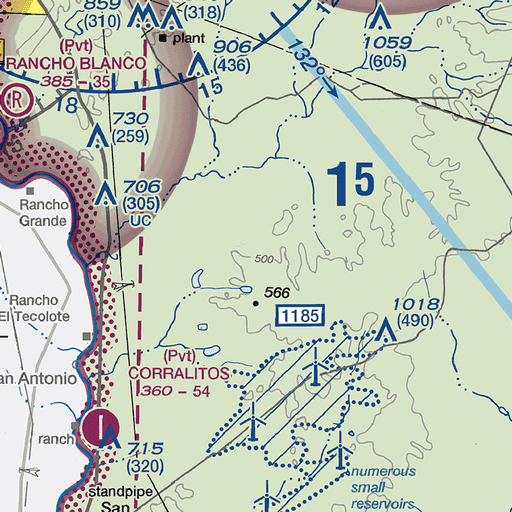 859
(310)
(318)
plant
(Pvt)
RANCHO BLANCO
385 - 35
R
18
906
(436)
15
132°
1059
(605)
730
(259)
706
(305)
UC
Rancho
Grande
15
500
566
1185
1018
(490)
Rancho
El Tecolote
(Pvt)
CORRALITOS
360 - 54
an Antonio
ranch
715
(320)
standpipe
San
numerous
small
reservoirs